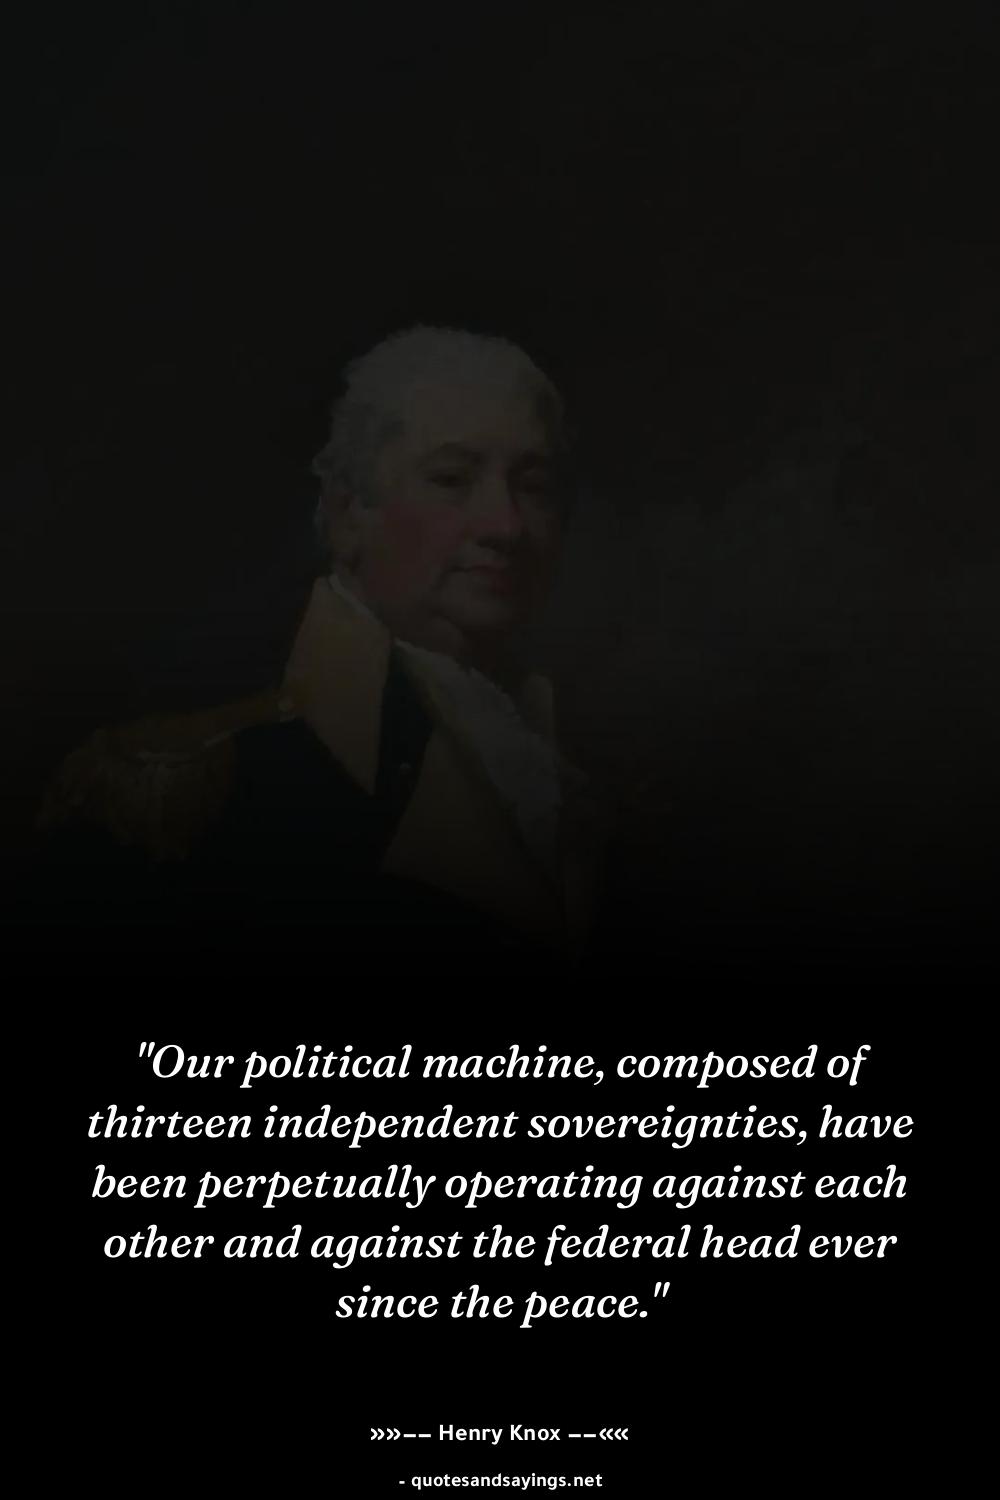 "Our political machine, composed of
thirteen independent sovereignties, have
been perpetually operating against each
other and against the federal head ever
since the peace."
»»–– Henry Knox ––««
- quotesandsayings.net